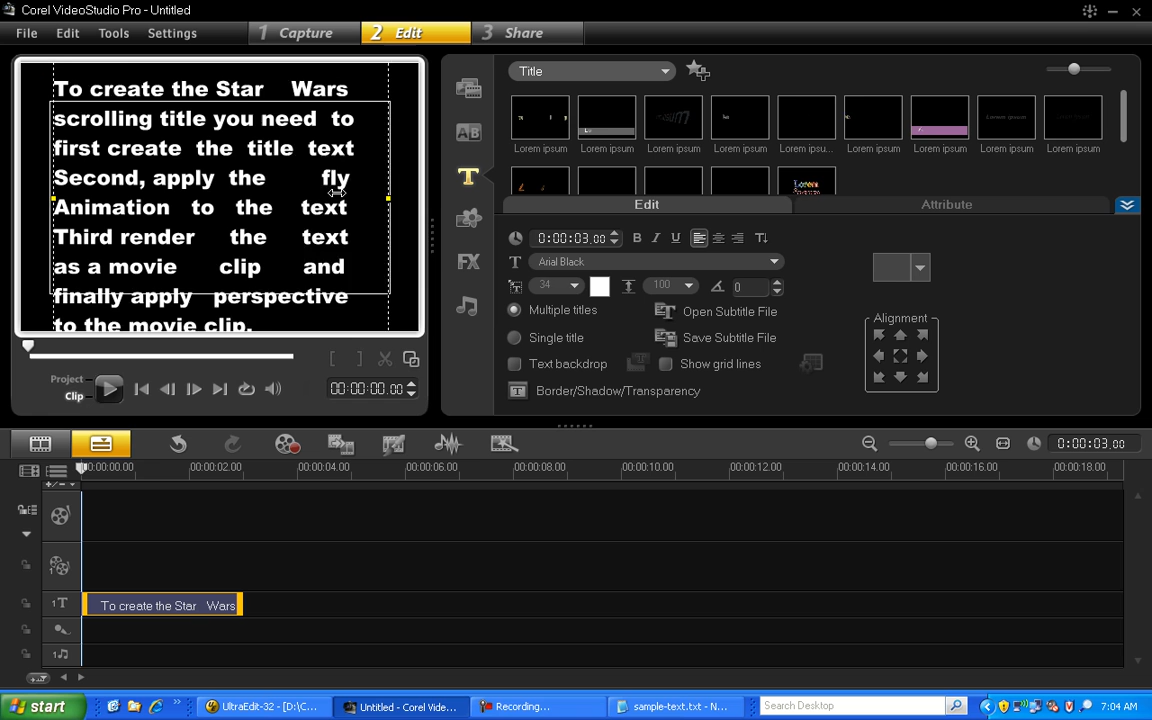 Corel VideoStudio Pro - Untitled
File Edit Tools Settings 1 Capture 2 Edit 3 Share
To create the Star Wars
scrolling title you need to
first create the title text
Second, apply the fly
Animation to the text
Third render the text
as a movie clip and
finally apply perspective
to the movie clip.
Project
Clip
00:00:00.00
Title
Lorem ipsum Lorem ipsum Lorem ipsum Lorem ipsum Lorem ipsu... Lorem ipsum Lorem ipsum Lorem ipsum Lorem ipsum
Edit Attribute
0:00:03.00 B I U
Arial Black
34 100 0
Multiple titles Open Subtitle File
Single title Save Subtitle File
Text backdrop Show grid lines
Border/Shadow/Transparency
Alignment
0:00:03.00
00:00:00.00 00:00:02.00 00:00:04.00 00:00:06.00 00:00:08.00 00:00:10.00 00:00:12.00 00:00:14.00 00:00:16.00 00:00:18.00
To create the Star Wars
start UltraEdit-32 - [D:\C... Untitled - Corel Vide... Recording... sample-text.txt - N... Search Desktop 7:04 AM